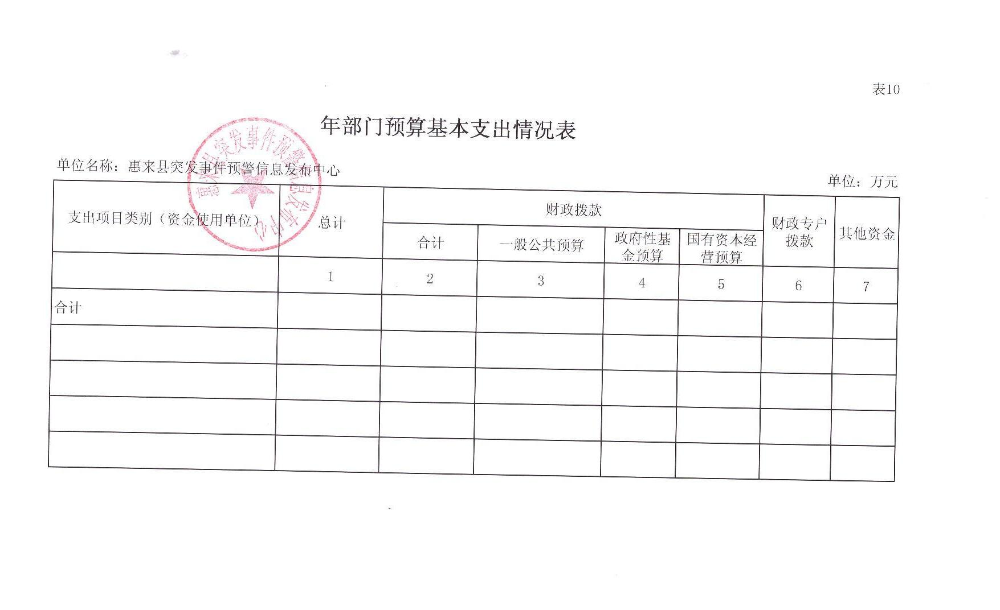 表10
年部门预算基本支出情况表
惠来县突发事件预警信息发布中心
单位名称：惠来县突发事件预警信息发布中心
单位：万元
支出项目类别（资金使用单位）
总计
财政拨款
财政专户
拨款
其他资金
合计
一般公共预算
政府性基
金预算
国有资本经
营预算
1
2
3
4
5
6
7
合计